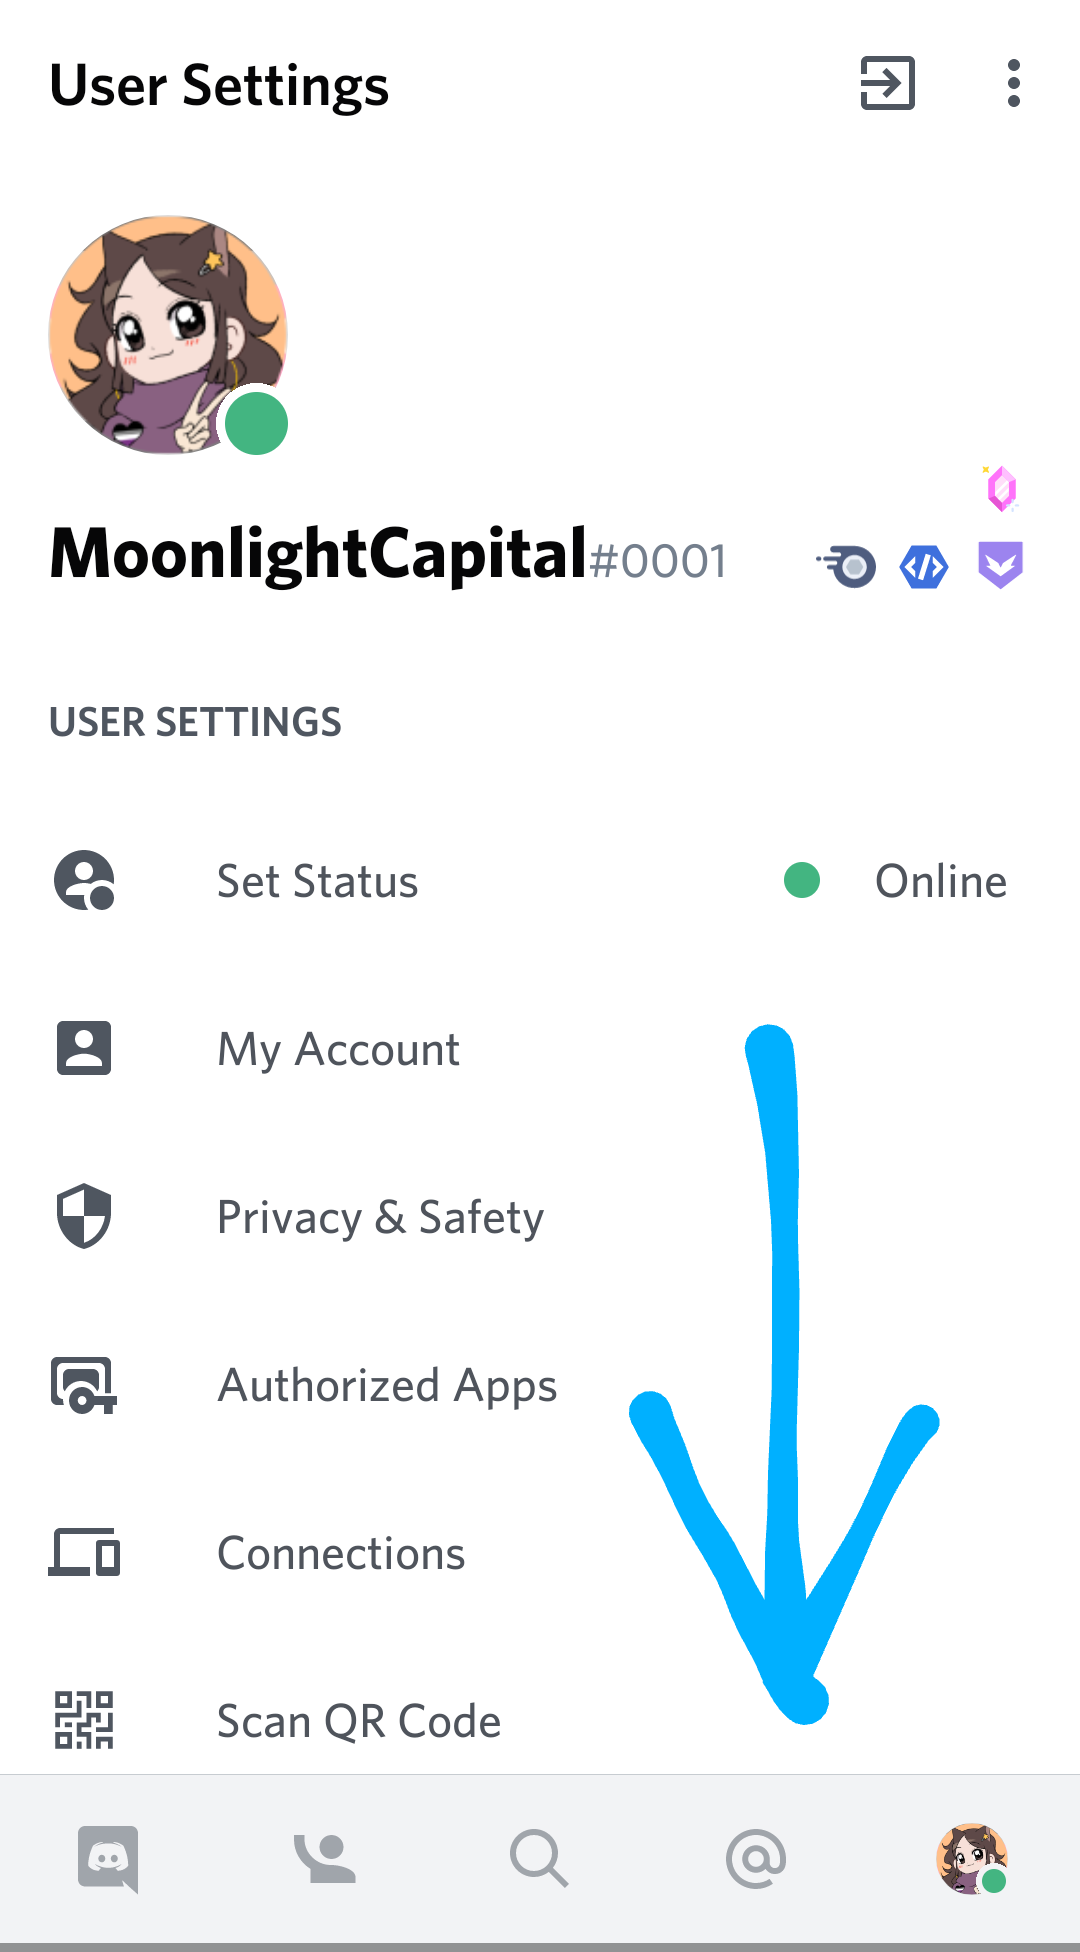 User Settings
MoonlightCapital#0001
USER SETTINGS
Set Status
Online
My Account
Privacy & Safety
Authorized Apps
Connections
Scan QR Code